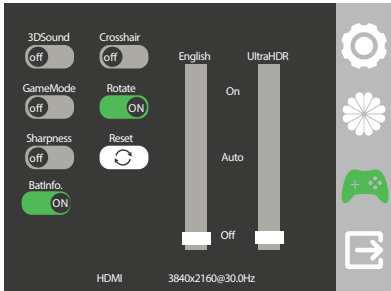 3DSound Crosshair
off off
English UltraHDR
GameMode Rotate
On
off ON
Sharpness Reset
off
Auto
BatInfo.
ON
Off
HDMI 3840x2160@30.0Hz